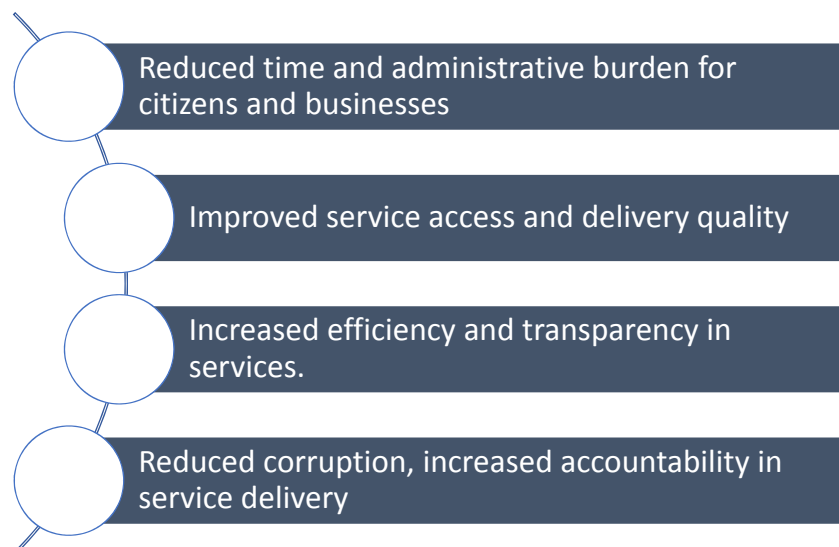 Reduced time and administrative burden for
citizens and businesses
Improved service access and delivery quality
Increased efficiency and transparency in
services.
Reduced corruption, increased accountability in
service delivery